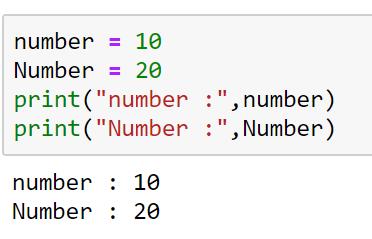 number = 10
Number = 20
print("number :",number)
print("Number :",Number)
number : 10
Number : 20